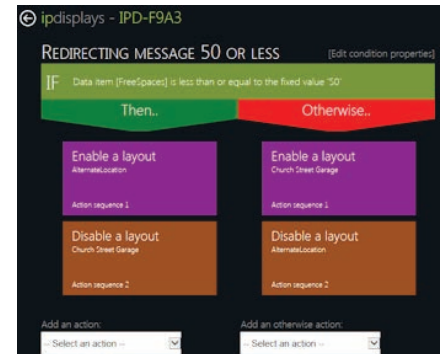 ipdisplays - IPD-F9A3
REDIRECTING MESSAGE 50 OR LESS
[Edit condition properties]
IF Data item [FreeSpaces] is less than or equal to the fixed value '50'
Then..
Otherwise..
Enable a layout
AlternateLocation
Action sequence 1
Enable a layout
Church Street Garage
Action sequence 1
Disable a layout
Church Street Garage
Action sequence 2
Disable a layout
AlternateLocation
Action sequence 2
Add an action:
-- Select an action --
Add an otherwise action:
-- Select an action --